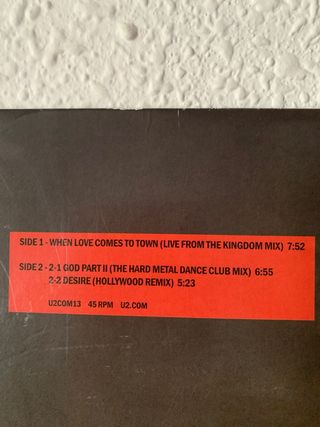 SIDE 1 - WHEN LOVE COMES TO TOWN (LIVE FROM THE KINGDOM MIX) 7:52
SIDE 2 - 2-1 GOD PART II (THE HARD METAL DANCE CLUB MIX) 6:55
2-2 DESIRE (HOLLYWOOD REMIX) 5:23
U2COM13 45 RPM U2.COM